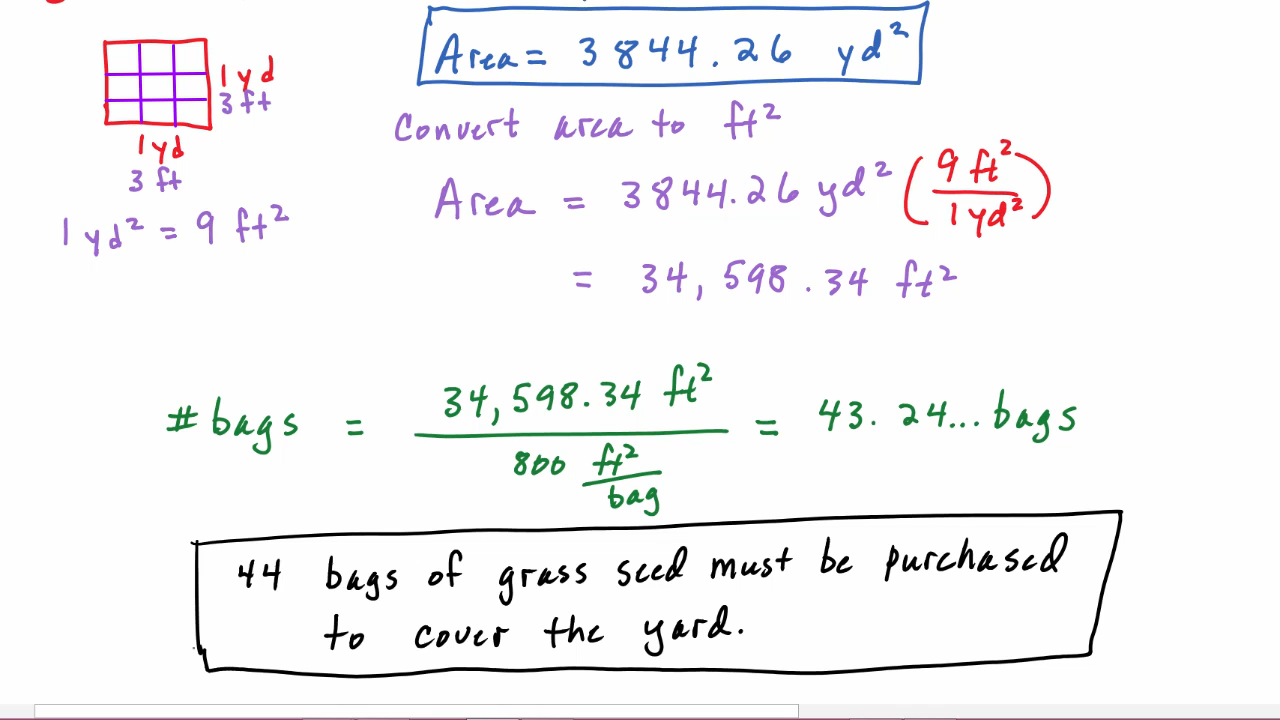 Area = 3844.26 yd²
1 yd
3 ft
1 yd
3 ft
1 yd² = 9 ft²
Convert area to ft²
Area = 3844.26 yd² (9 ft² / 1 yd²)
= 34,598.34 ft²
# bags = 34,598.34 ft² / 800 ft²/bag = 43.24... bags
44 bags of grass seed must be purchased
to cover the yard.